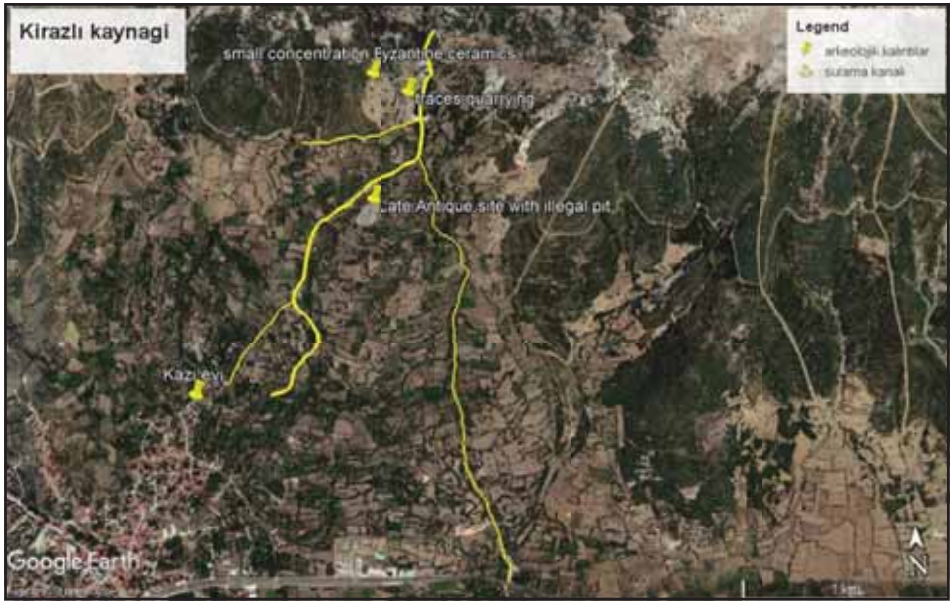 Kirazlı kaynagi
Legend
arkeolojik kalıntılar
sulama kanalı
small concentration Byzantine ceramics
traces quarrying
Late Antique site with illegal pit
Kazi evi
Google Earth
1 km
N